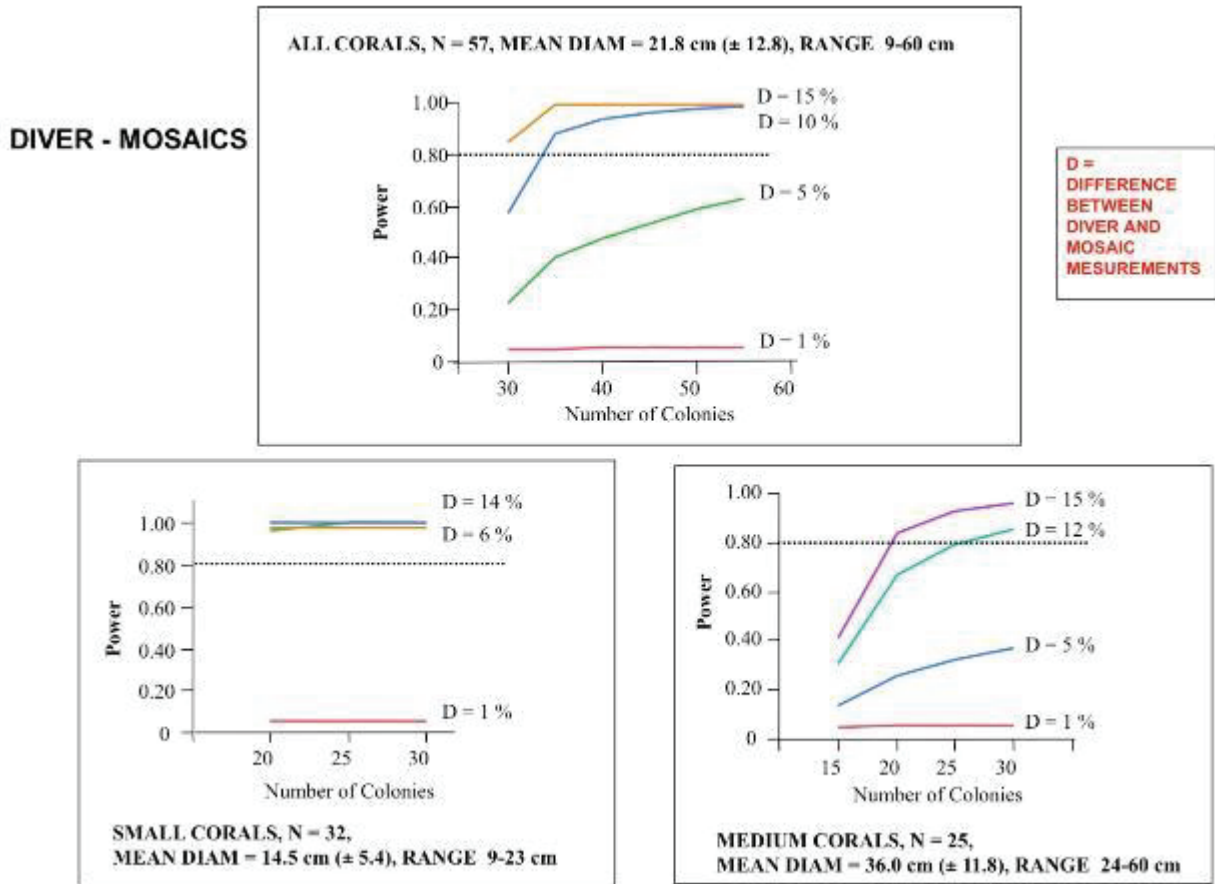 ALL CORALS, N = 57, MEAN DIAM = 21.8 cm (± 12.8), RANGE 9-60 cm
DIVER - MOSAICS
Power
1.00
0.80
0.60
0.40
0.20
0
D = 15 %
D = 10 %
D = 5 %
D = 1 %
30
40
50
60
Number of Colonies
D =
DIFFERENCE
BETWEEN
DIVER AND
MOSAIC
MESUREMENTS
Power
1.00
0.80
0.60
0.40
0.20
0
D = 14 %
D = 6 %
D = 1 %
20
25
30
Number of Colonies
SMALL CORALS, N = 32,
MEAN DIAM = 14.5 cm (± 5.4), RANGE 9-23 cm
Power
1.00
0.80
0.60
0.40
0.20
0
D = 15 %
D = 12 %
D = 5 %
D = 1 %
15
20
25
30
Number of Colonies
MEDIUM CORALS, N = 25,
MEAN DIAM = 36.0 cm (± 11.8), RANGE 24-60 cm